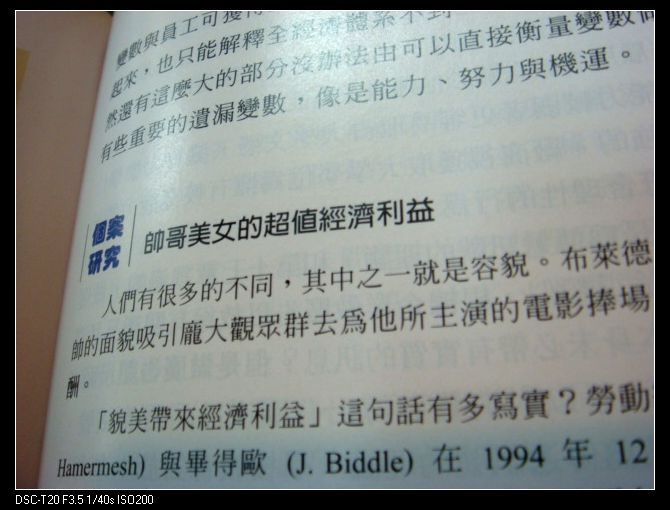 變數與員工可獲得
起來,也只能解釋全經濟體系不到
然還有這麼大的部分沒辦法由可以直接衡量變數
有些重要的遺漏變數,像是能力、努力與機運。
個案研究
帥哥美女的超值經濟利益
人們有很多的不同,其中之一就是容貌。布萊德
帥的面貌吸引龐大觀眾群去為他所主演的電影捧場
酬。
「貌美帶來經濟利益」這句話有多寫實?勞動
Hamermesh) 與畢得歐 (J. Biddle) 在 1994 年 12
DSC-T20 F3.5 1/40s ISO200